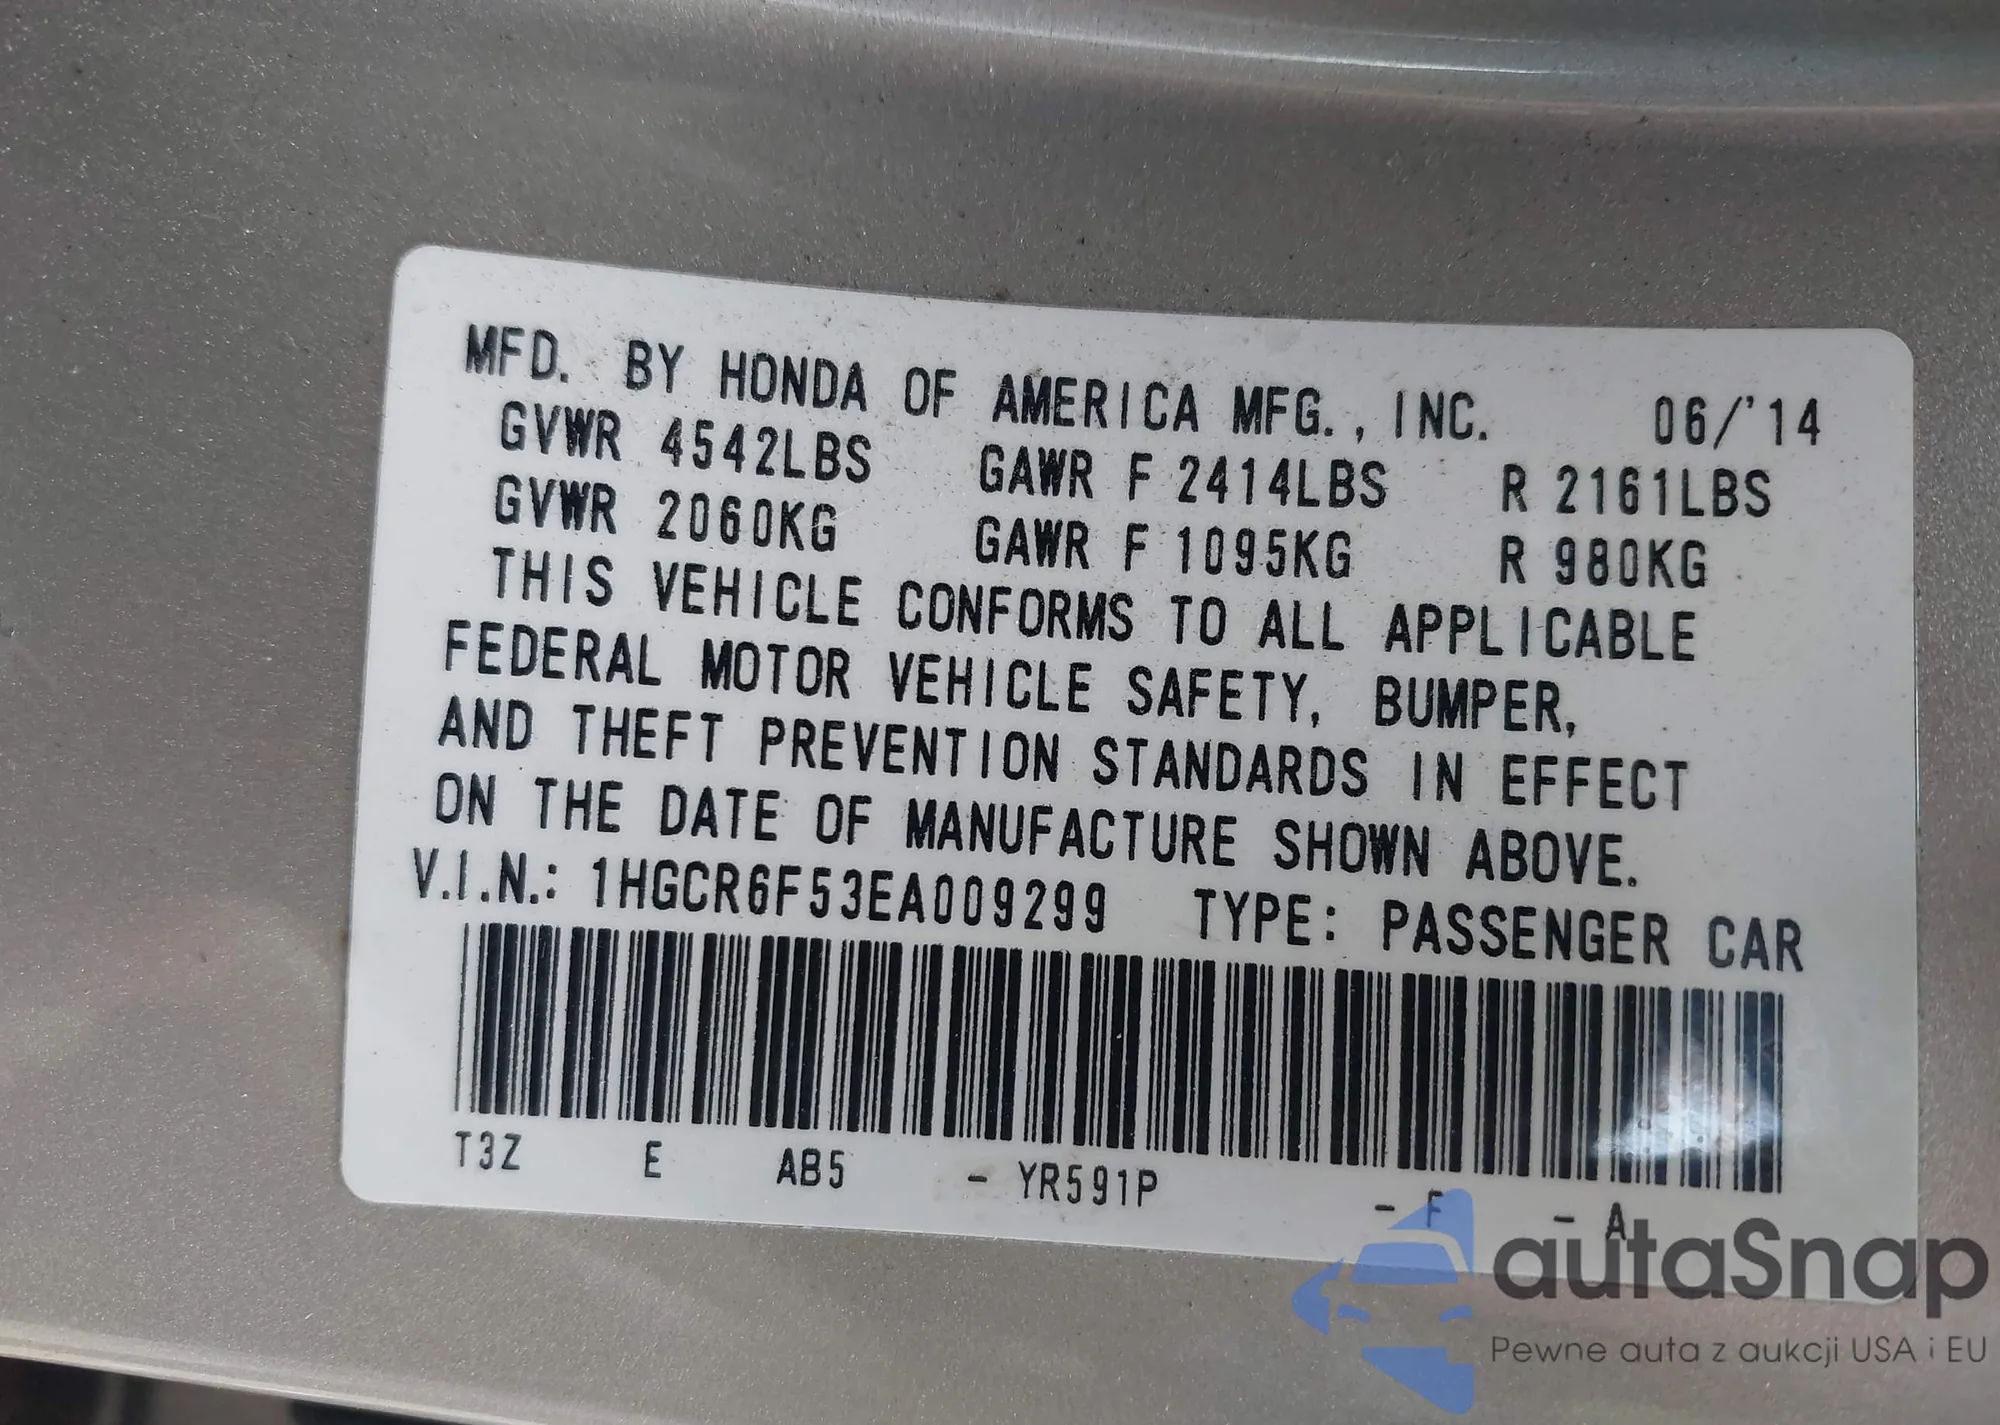 MFD. BY HONDA OF AMERICA MFG., INC. 06/'14
GVWR 4542LBS GAWR F 2414LBS R 2161LBS
GVWR 2060KG GAWR F 1095KG R 980KG
THIS VEHICLE CONFORMS TO ALL APPLICABLE
FEDERAL MOTOR VEHICLE SAFETY, BUMPER,
AND THEFT PREVENTION STANDARDS IN EFFECT
ON THE DATE OF MANUFACTURE SHOWN ABOVE.
V.I.N.: 1HGCR6F53EA009299 TYPE: PASSENGER CAR
T3Z E AB5 - YR591P - F - A
autaSnap
Pewne auta z aukcji USA i EU